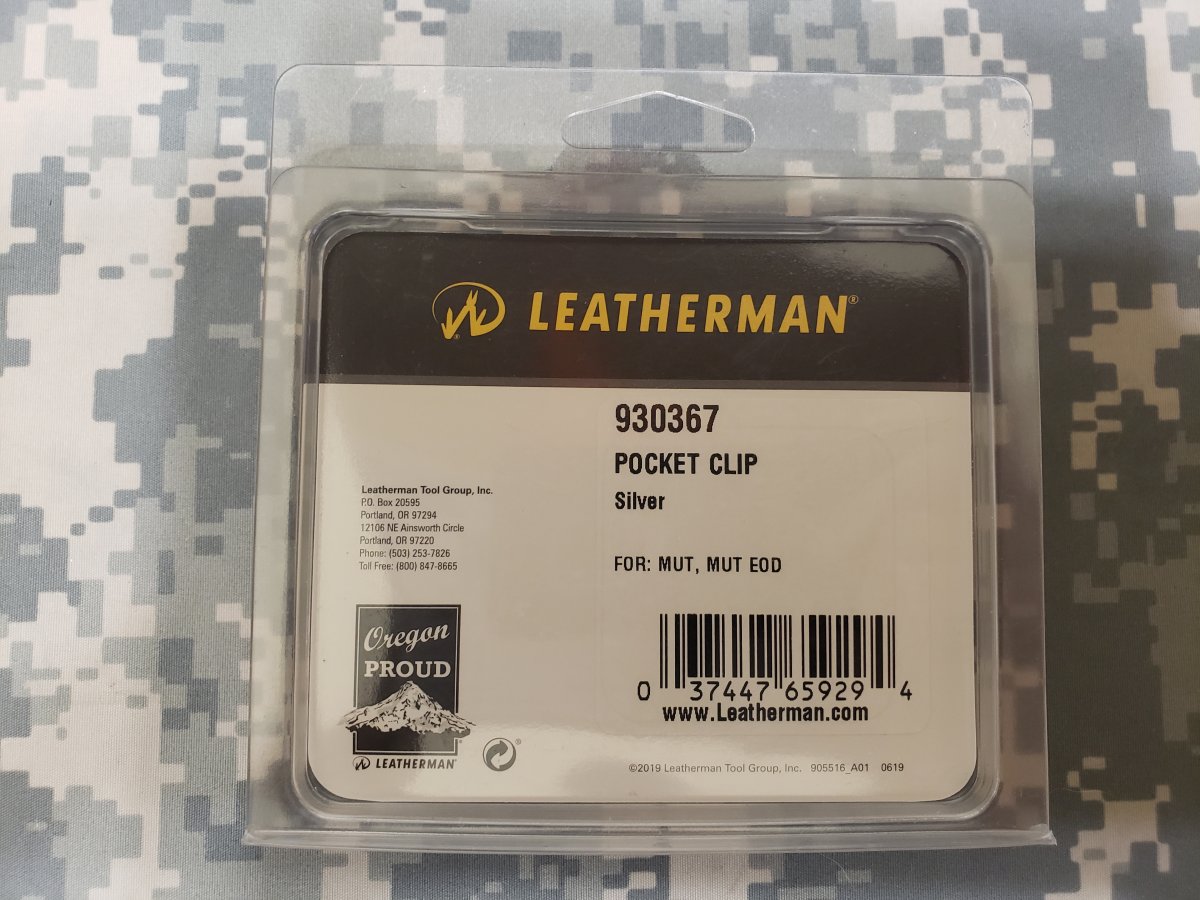 LEATHERMAN®
930367
POCKET CLIP
Silver
FOR: MUT, MUT EOD
Leatherman Tool Group, Inc.
P.O. Box 20595
Portland, OR 97294
12106 NE Ainsworth Circle
Portland, OR 97220
Phone: (503) 253-7826
Toll Free: (800) 847-8665
Oregon
PROUD
LEATHERMAN®
0 37447 65929 4
www.Leatherman.com
©2019 Leatherman Tool Group, Inc. 905516_A01 0619